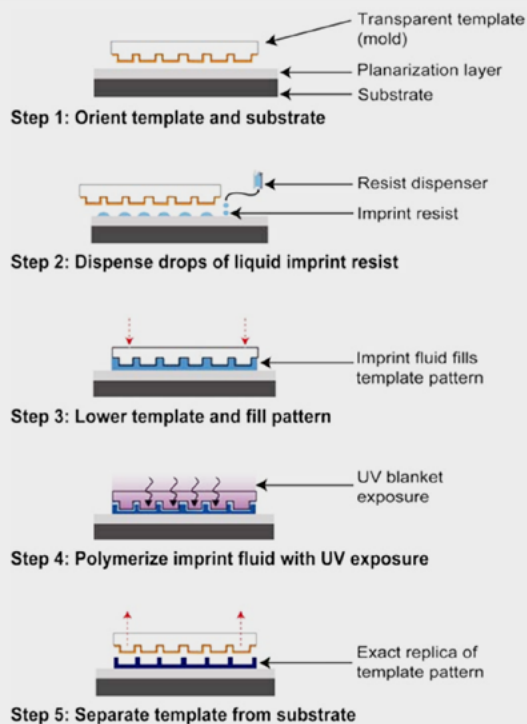 Transparent template
(mold)
Planarization layer
Substrate
Step 1: Orient template and substrate
Resist dispenser
Imprint resist
Step 2: Dispense drops of liquid imprint resist
Imprint fluid fills
template pattern
Step 3: Lower template and fill pattern
UV blanket
exposure
Step 4: Polymerize imprint fluid with UV exposure
Exact replica of
template pattern
Step 5: Separate template from substrate